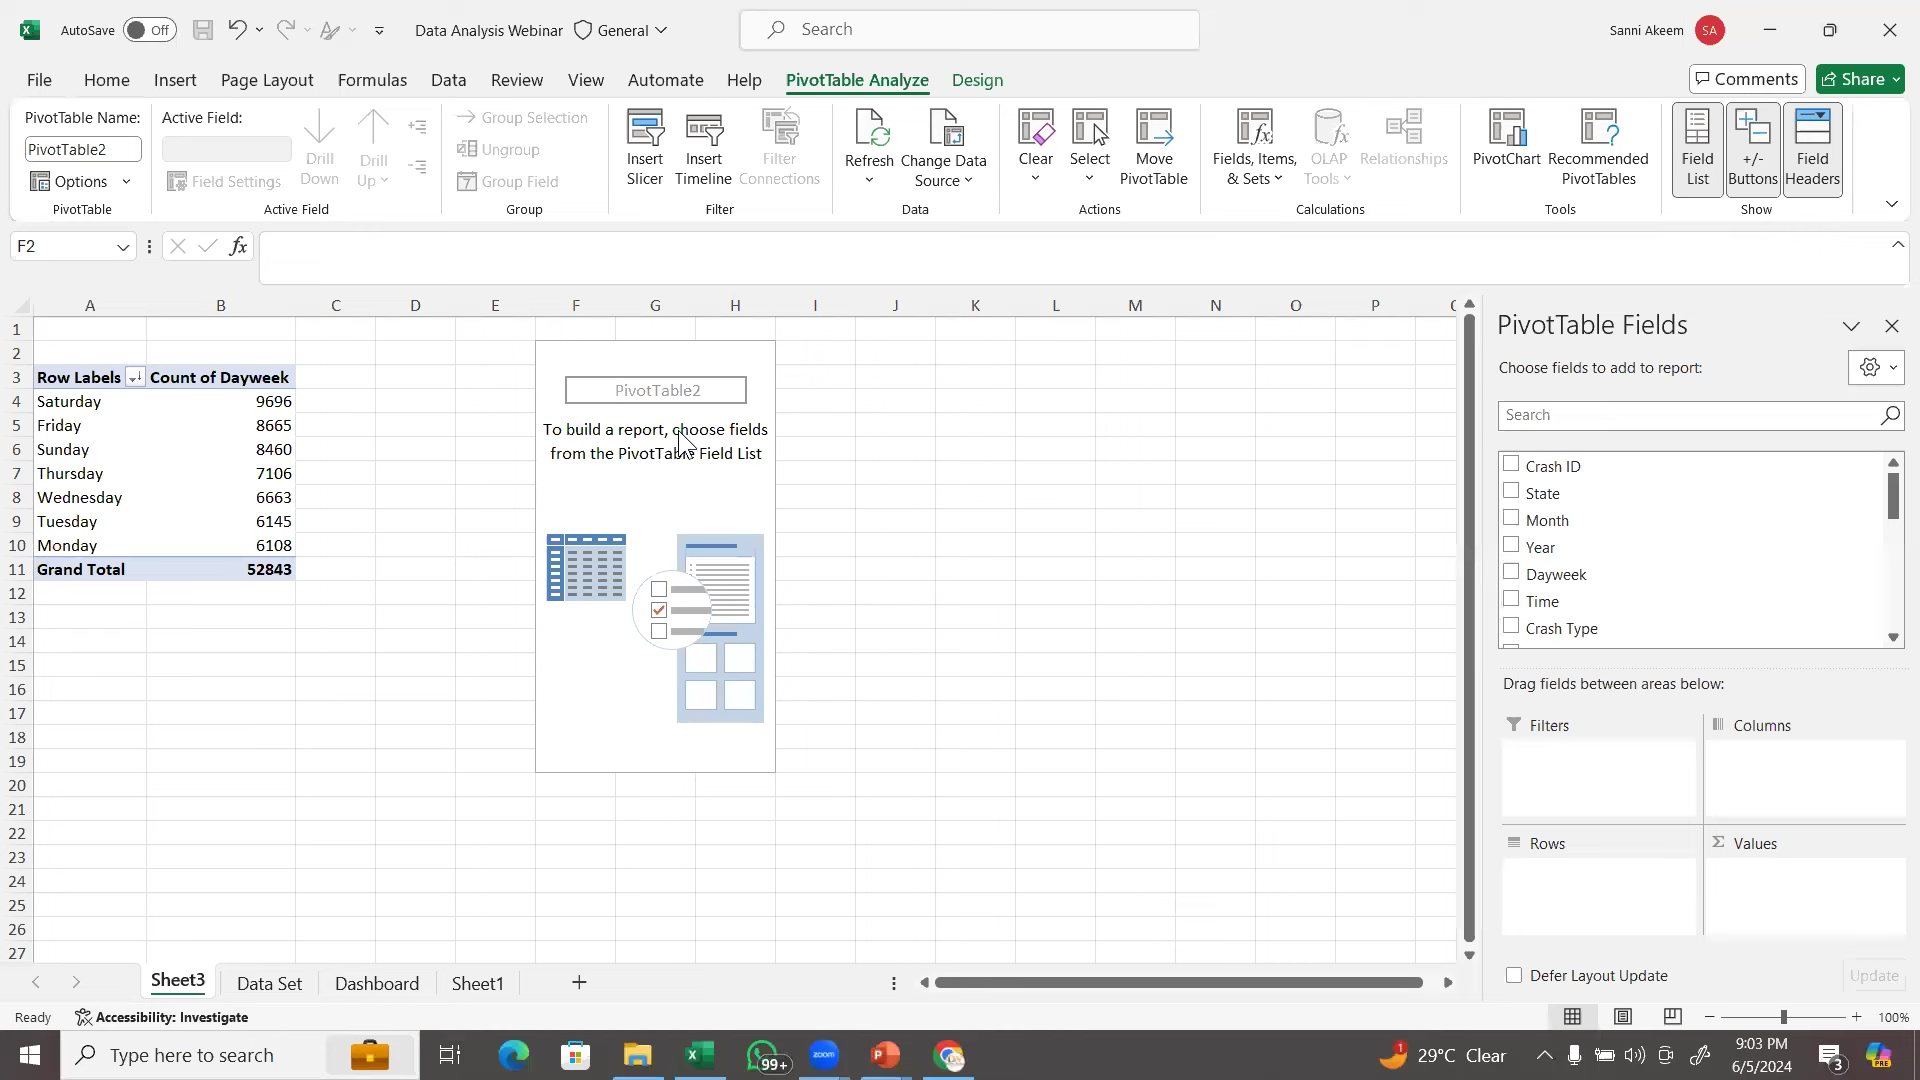 AutoSave Off Data Analysis Webinar General Search Sanni Akeem SA
File Home Insert Page Layout Formulas Data Review View Automate Help PivotTable Analyze Design Comments Share
PivotTable Name:
PivotTable2
Options
PivotTable
Active Field:
Field Settings
Drill Down
Drill Up
Active Field
Group Selection
Ungroup
Group Field
Group
Insert Slicer
Insert Timeline
Filter Connections
Filter
Refresh
Change Data Source
Data
Clear
Select
Move PivotTable
Actions
Fields, Items, & Sets
OLAP Tools
Relationships
Calculations
PivotChart
Recommended PivotTables
Tools
Field List
+/- Buttons
Field Headers
Show
F2 fx
A B C D E F G H I J K L M N O P
1
2
3 Row Labels Count of Dayweek
4 Saturday 9696
5 Friday 8665
6 Sunday 8460
7 Thursday 7106
8 Wednesday 6663
9 Tuesday 6145
10 Monday 6108
11 Grand Total 52843
12
13
14
15
16
17
18
19
20
21
22
23
24
25
26
27
PivotTable2
To build a report, choose fields
from the PivotTable Field List
PivotTable Fields
Choose fields to add to report:
Search
Crash ID
State
Month
Year
Dayweek
Time
Crash Type
Drag fields between areas below:
Filters
Columns
Rows
Values
Defer Layout Update Update
Sheet3 Data Set Dashboard Sheet1
Ready Accessibility: Investigate 100%
Type here to search 99+ zoom 1 29°C Clear 9:03 PM
6/5/2024 3 PRE